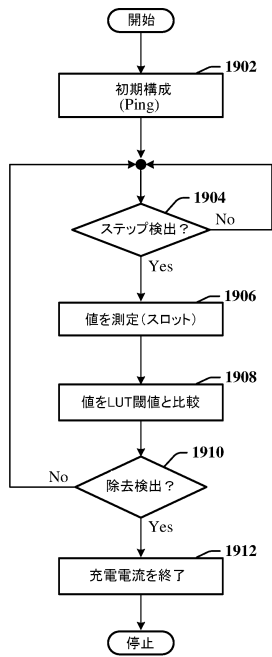 開始
1902
初期構成
(Ping)
1904
ステップ検出？
No
Yes
1906
値を測定(スロット)
1908
値をLUT閾値と比較
1910
除去検出？
No
Yes
1912
充電電流を終了
停止